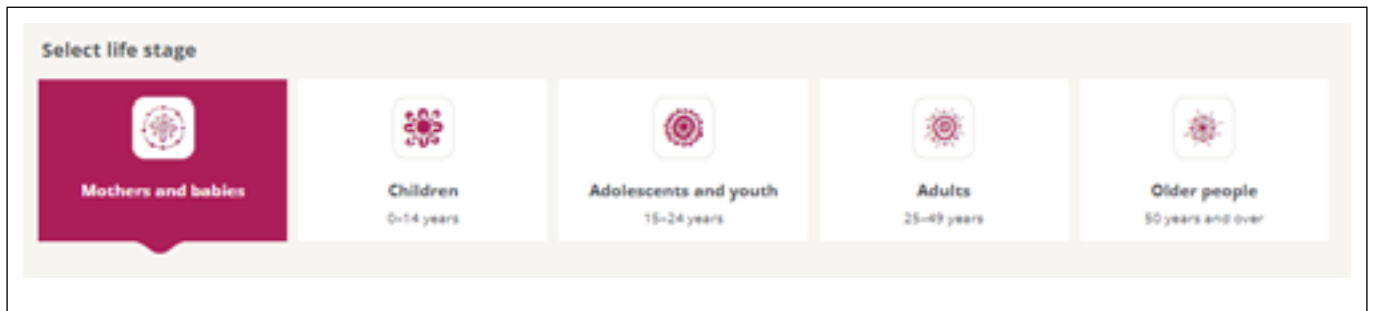 Select life stage
Mothers and babies
Children
0–14 years
Adolescents and youth
15–24 years
Adults
25–49 years
Older people
50 years and over